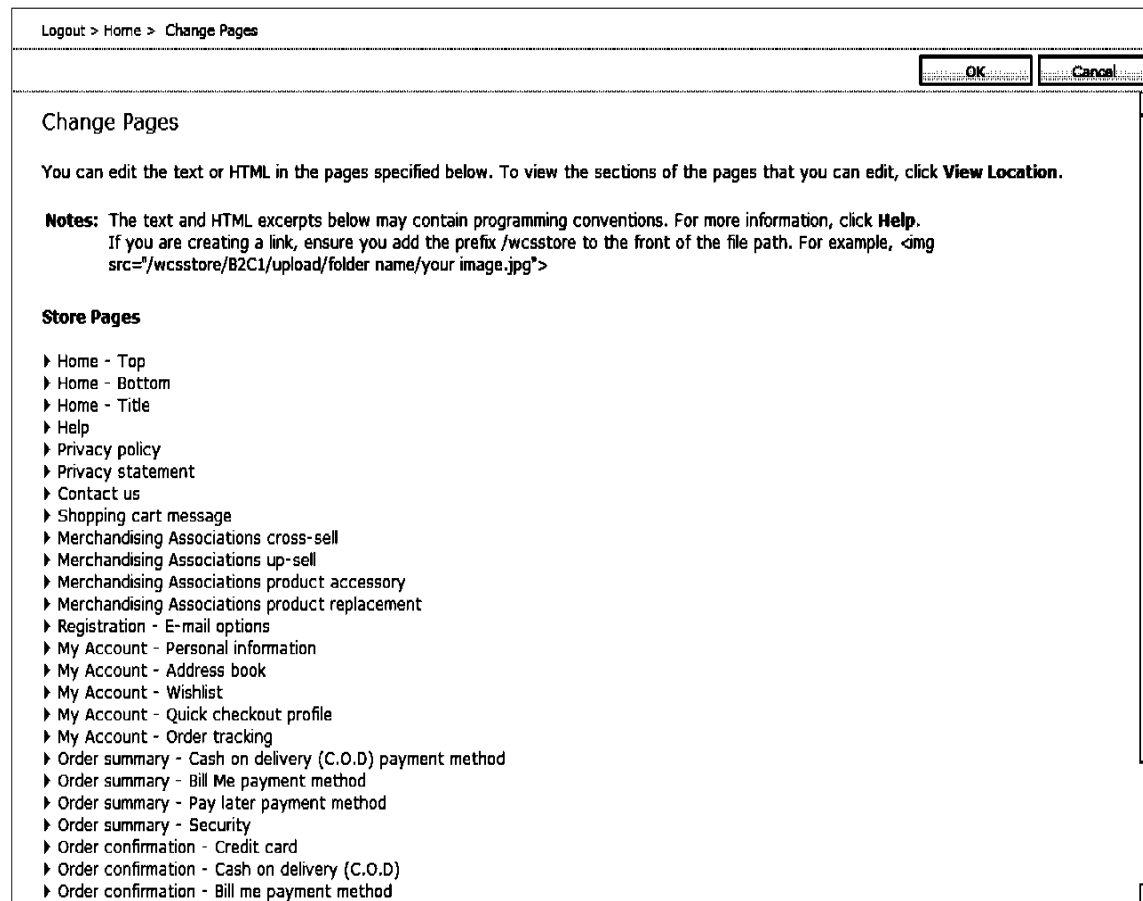 Logout > Home > Change Pages
OK Cancel
Change Pages
You can edit the text or HTML in the pages specified below. To view the sections of the pages that you can edit, click View Location.
Notes: The text and HTML excerpts below may contain programming conventions. For more information, click Help.
If you are creating a link, ensure you add the prefix /wcsstore to the front of the file path. For example, <img
src="/wcsstore/B2C1/upload/folder name/your image.jpg">
Store Pages
Home - Top
Home - Bottom
Home - Title
Help
Privacy policy
Privacy statement
Contact us
Shopping cart message
Merchandising Associations cross-sell
Merchandising Associations up-sell
Merchandising Associations product accessory
Merchandising Associations product replacement
Registration - E-mail options
My Account - Personal information
My Account - Address book
My Account - Wishlist
My Account - Quick checkout profile
My Account - Order tracking
Order summary - Cash on delivery (C.O.D) payment method
Order summary - Bill Me payment method
Order summary - Pay later payment method
Order summary - Security
Order confirmation - Credit card
Order confirmation - Cash on delivery (C.O.D)
Order confirmation - Bill me payment method